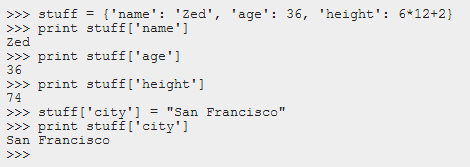 >>> stuff = {'name': 'Zed', 'age': 36, 'height': 6*12+2}
>>> print stuff['name']
Zed
>>> print stuff['age']
36
>>> print stuff['height']
74
>>> stuff['city'] = "San Francisco"
>>> print stuff['city']
San Francisco
>>>